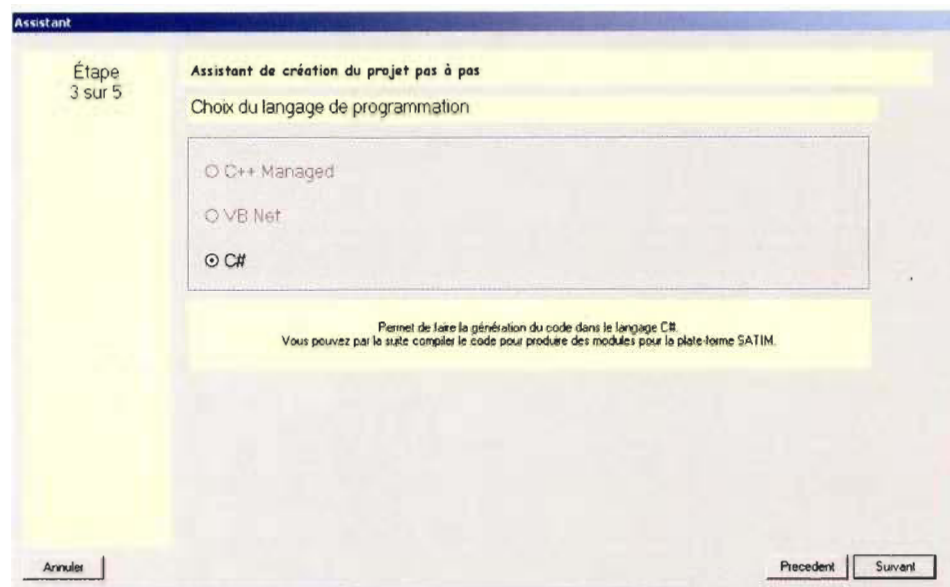 Assistant
Étape
3 sur 5
Assistant de création du projet pas à pas
Choix du langage de programmation
C++ Managed
VB Net
C#
Permet de faire la génération du code dans le langage C#.
Vous pouvez par la suite compiler le code pour produire des modules pour la plate-forme SATIM.
Annuler
Precedent
Suivant